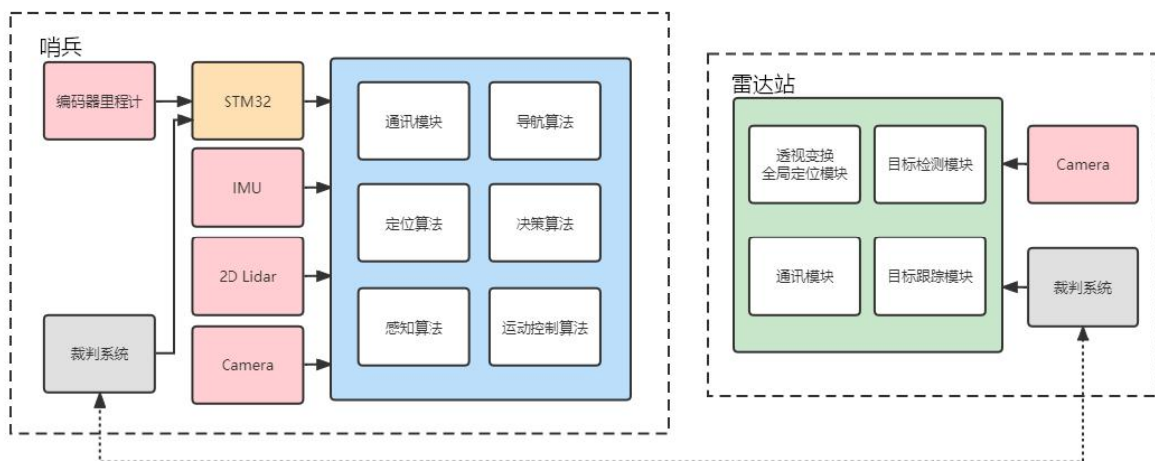 哨兵
编码器里程计
STM32
通讯模块
导航算法
IMU
定位算法
决策算法
2D Lidar
裁判系统
感知算法
运动控制算法
Camera
雷达站
透视变换
全局定位模块
目标检测模块
Camera
通讯模块
目标跟踪模块
裁判系统